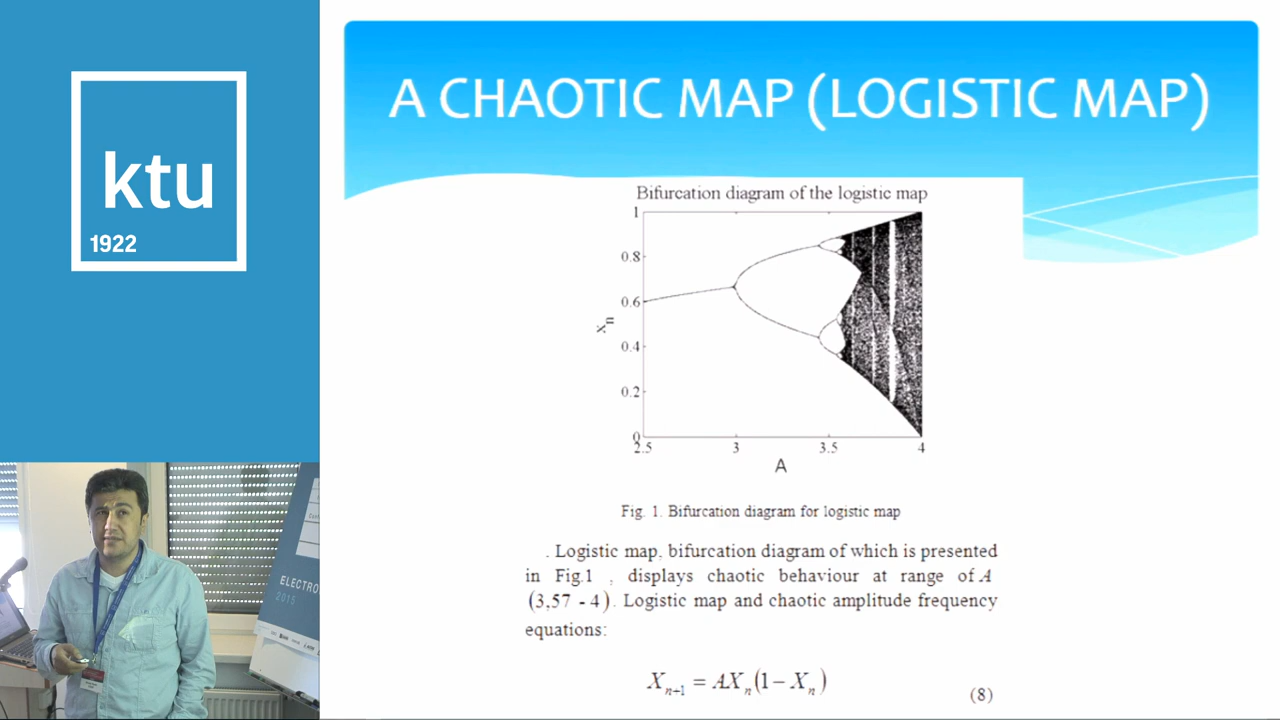 ktu
1922
A CHAOTIC MAP (LOGISTIC MAP)
Bifurcation diagram of the logistic map
1
0.8
0.6
0.4
0.2
0
x_n
2.5 3 3.5 4
A
Fig. 1. Bifurcation diagram for logistic map
. Logistic map, bifurcation diagram of which is presented
in Fig.1 , displays chaotic behaviour at range of A
(3,57 - 4). Logistic map and chaotic amplitude frequency
equations:
X_{n+1} = AX_n(1 − X_n)
(8)
ELECTRO
2015